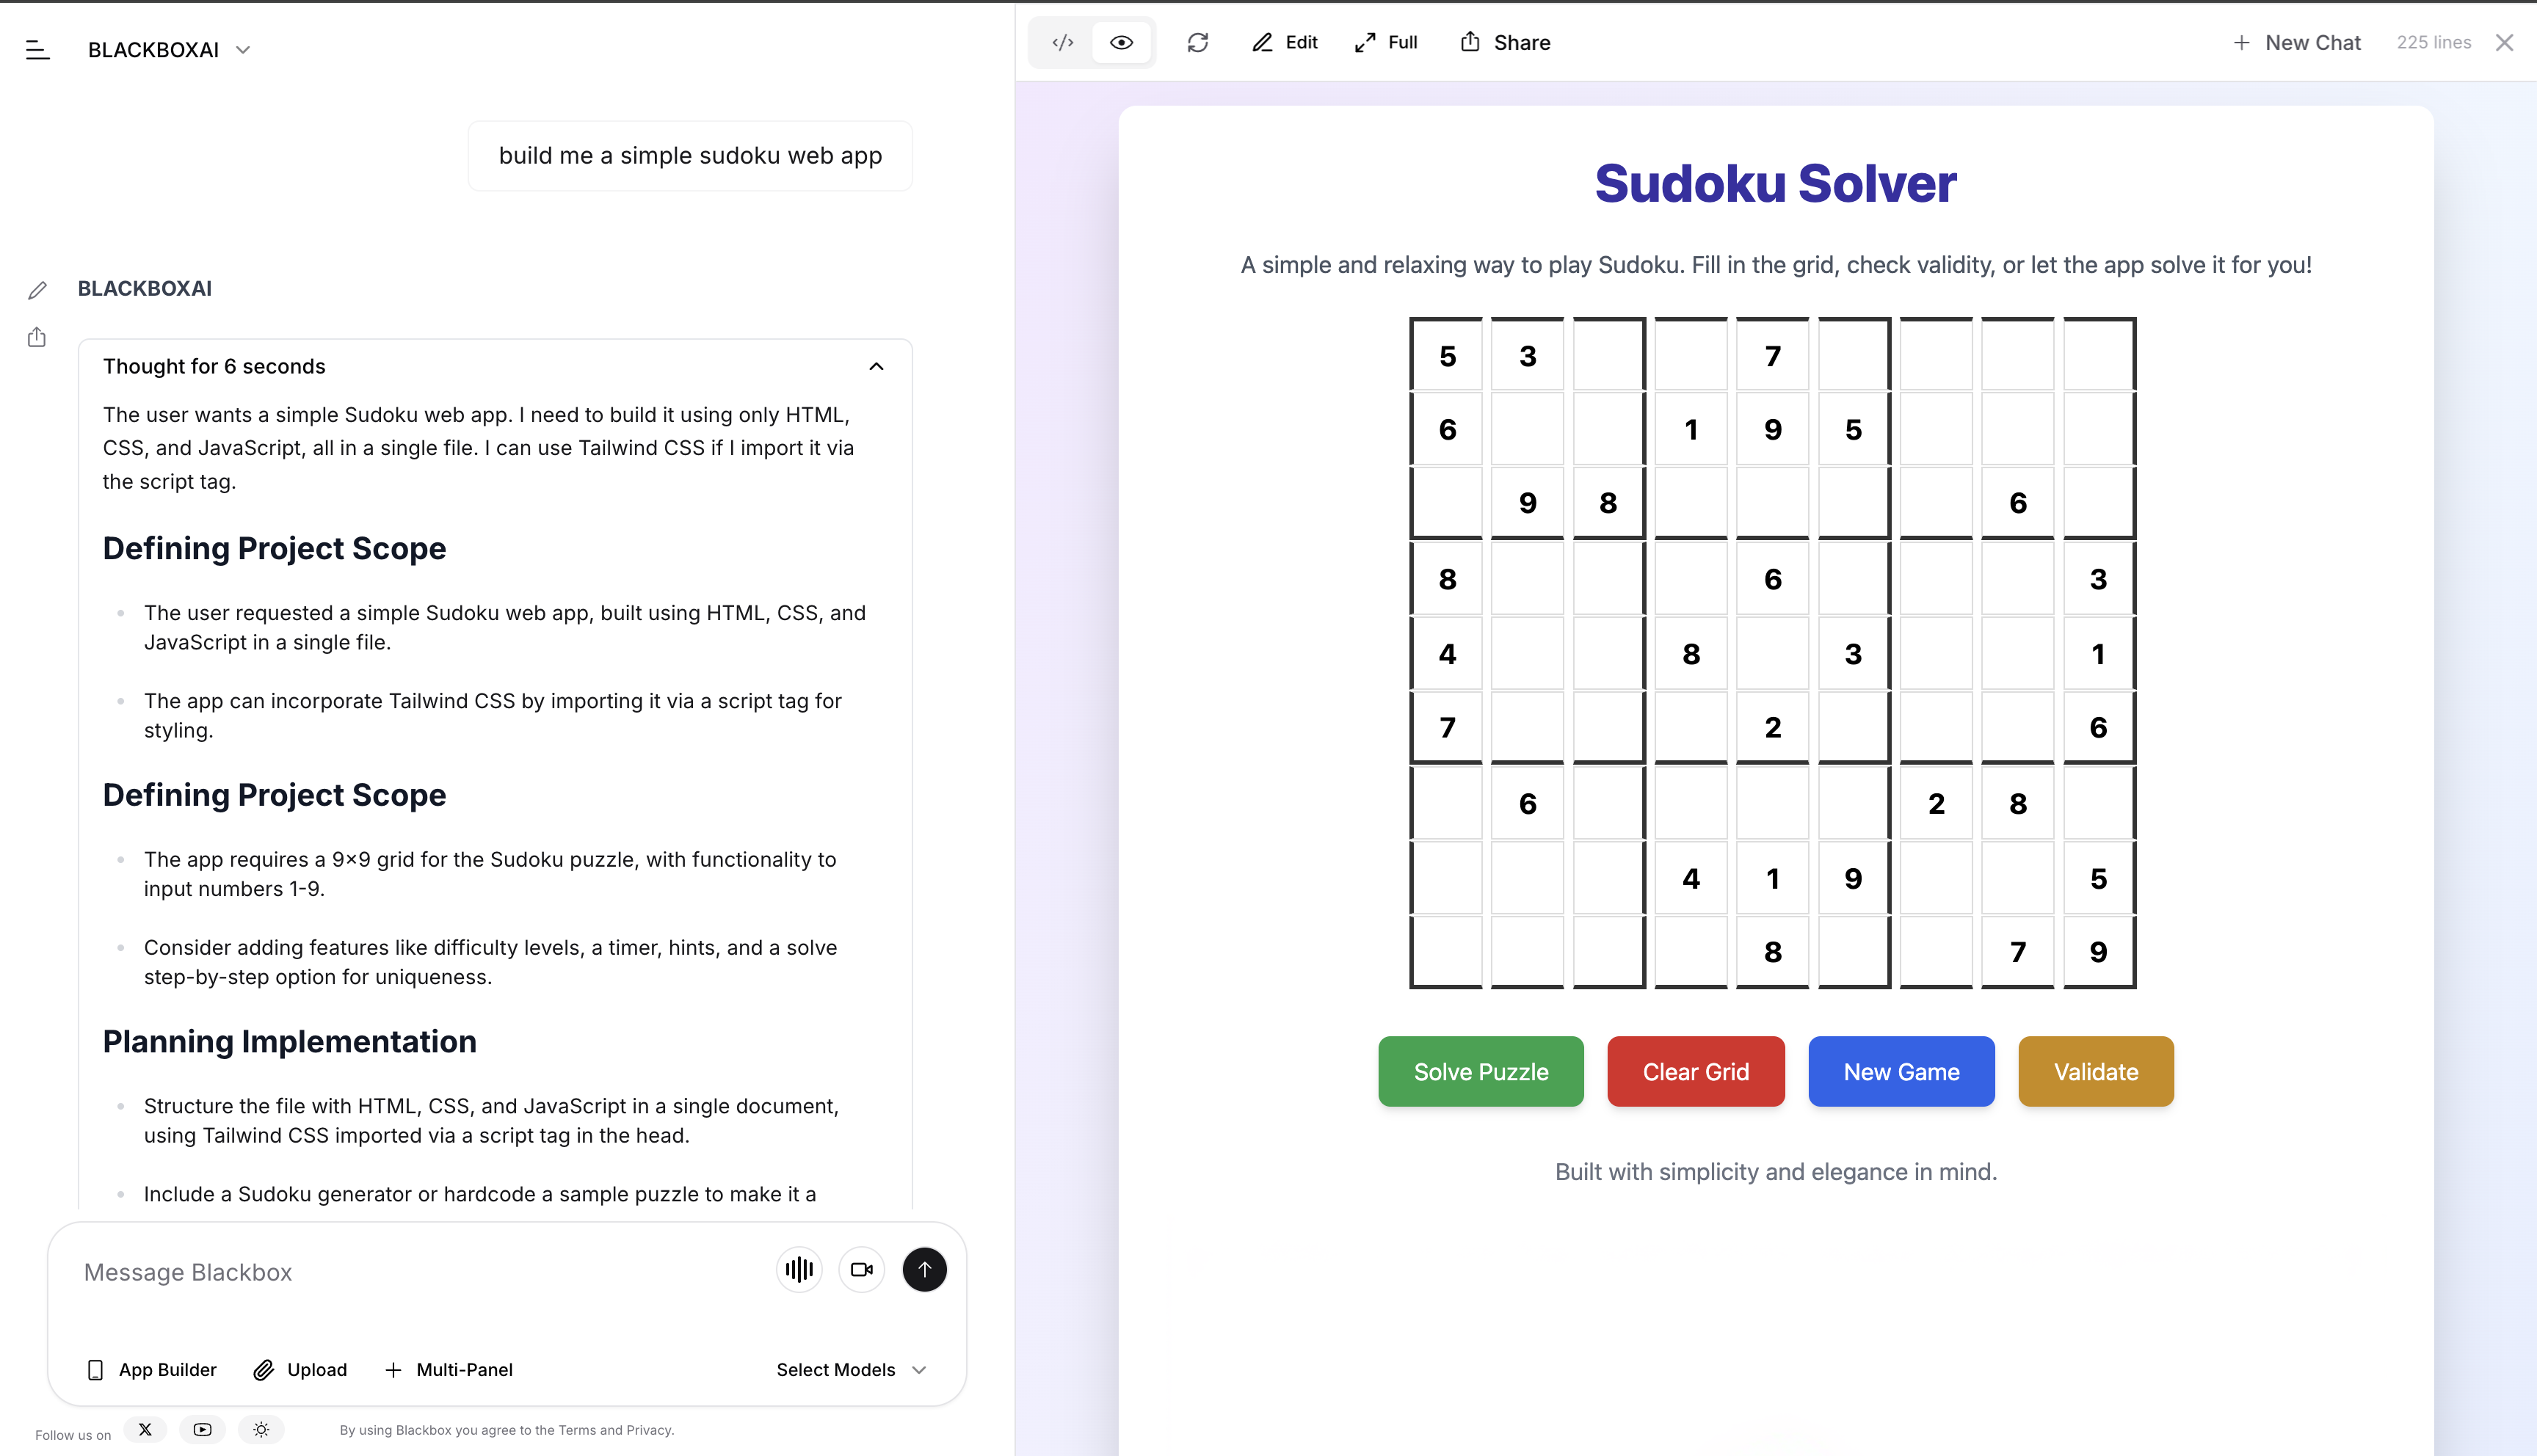 BLACKBOXAI
build me a simple sudoku web app
BLACKBOXAI
Thought for 6 seconds
The user wants a simple Sudoku web app. I need to build it using only HTML,
CSS, and JavaScript, all in a single file. I can use Tailwind CSS if I import it via
the script tag.
Defining Project Scope
The user requested a simple Sudoku web app, built using HTML, CSS, and
JavaScript in a single file.
The app can incorporate Tailwind CSS by importing it via a script tag for
styling.
Defining Project Scope
The app requires a 9×9 grid for the Sudoku puzzle, with functionality to
input numbers 1-9.
Consider adding features like difficulty levels, a timer, hints, and a solve
step-by-step option for uniqueness.
Planning Implementation
Structure the file with HTML, CSS, and JavaScript in a single document,
using Tailwind CSS imported via a script tag in the head.
Include a Sudoku generator or hardcode a sample puzzle to make it a
Message Blackbox
App Builder Upload Multi-Panel Select Models
Follow us on By using Blackbox you agree to the Terms and Privacy.
</> Edit Full Share + New Chat 225 lines
Sudoku Solver
A simple and relaxing way to play Sudoku. Fill in the grid, check validity, or let the app solve it for you!
5 3 7
6 1 9 5
9 8 6
8 6 3
4 8 3 1
7 2 6
6 2 8
4 1 9 5
8 7 9
Solve Puzzle Clear Grid New Game Validate
Built with simplicity and elegance in mind.